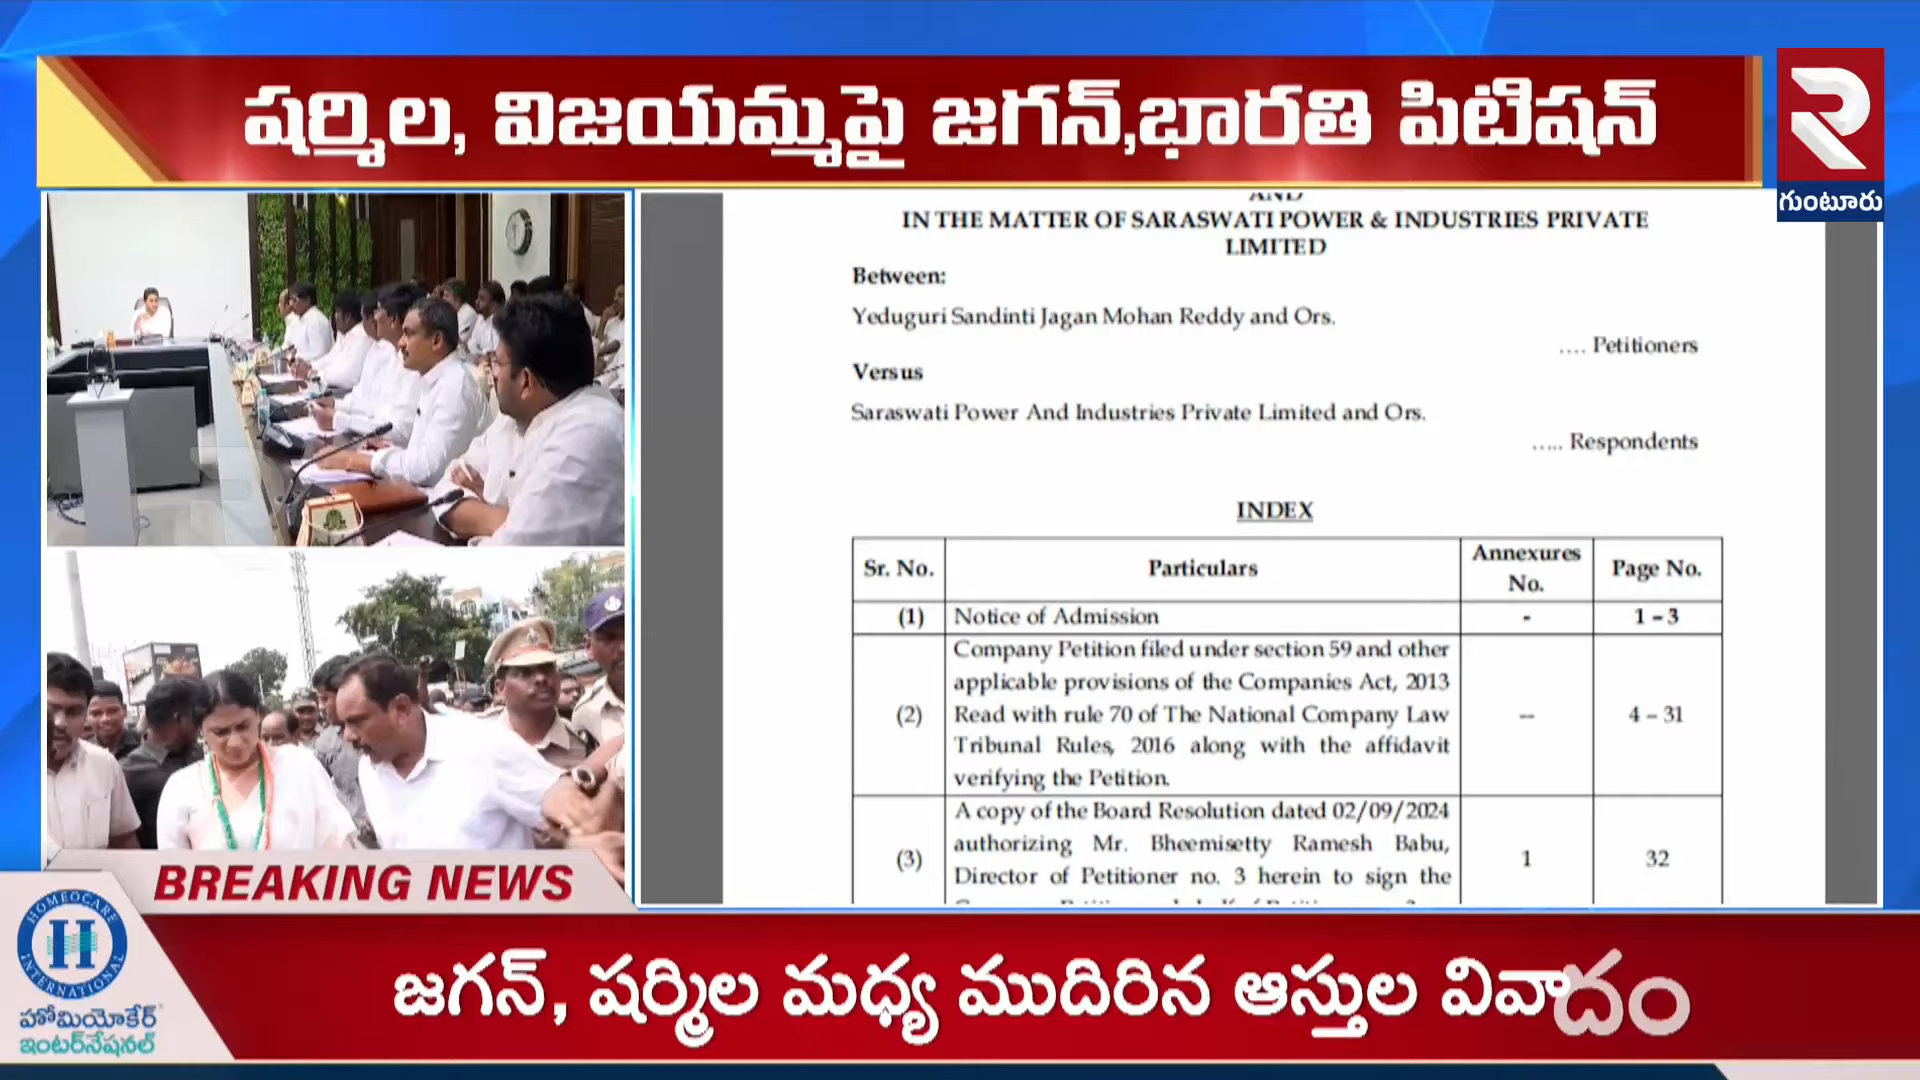 షర్మిల, విజయమ్మపై జగన్,భారతి పిటిషన్
R
గుంటూరు
AND
IN THE MATTER OF SARASWATI POWER & INDUSTRIES PRIVATE
LIMITED
Between:
Yeduguri Sandinti Jagan Mohan Reddy and Ors.
.... Petitioners
Versus
Saraswati Power And Industries Private Limited and Ors.
..... Respondents
INDEX
Sr. No. Particulars Annexures No. Page No.
(1) Notice of Admission - 1 – 3
Company Petition filed under section 59 and other
applicable provisions of the Companies Act, 2013
(2) Read with rule 70 of The National Company Law -- 4 – 31
Tribunal Rules, 2016 along with the affidavit
verifying the Petition.
A copy of the Board Resolution dated 02/09/2024
(3) authorizing Mr. Bheemisetty Ramesh Babu, 1 32
Director of Petitioner no. 3 herein to sign the
BREAKING NEWS
HOMEOCARE
H
INTERNATIONAL
హోమియోకేర్
ఇంటర్‌నేషనల్
జగన్, షర్మిల మధ్య ముదిరిన ఆస్తుల వివాదం